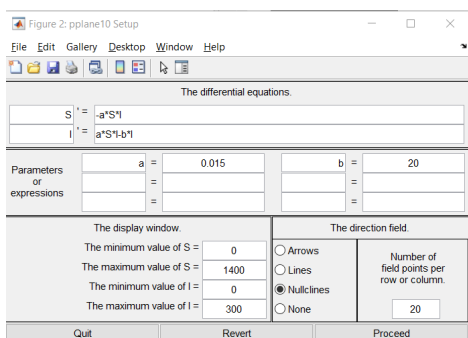 Figure 2: pplane10 Setup
File Edit Gallery Desktop Window Help
The differential equations.
S ' = -a*S*I
I ' = a*S*I-b*I
Parameters or expressions
a = 0.015 b = 20
= =
= =
The display window.
The minimum value of S = 0
The maximum value of S = 1400
The minimum value of I = 0
The maximum value of I = 300
The direction field.
Arrows
Lines
Nullclines
None
Number of
field points per
row or column.
20
Quit Revert Proceed